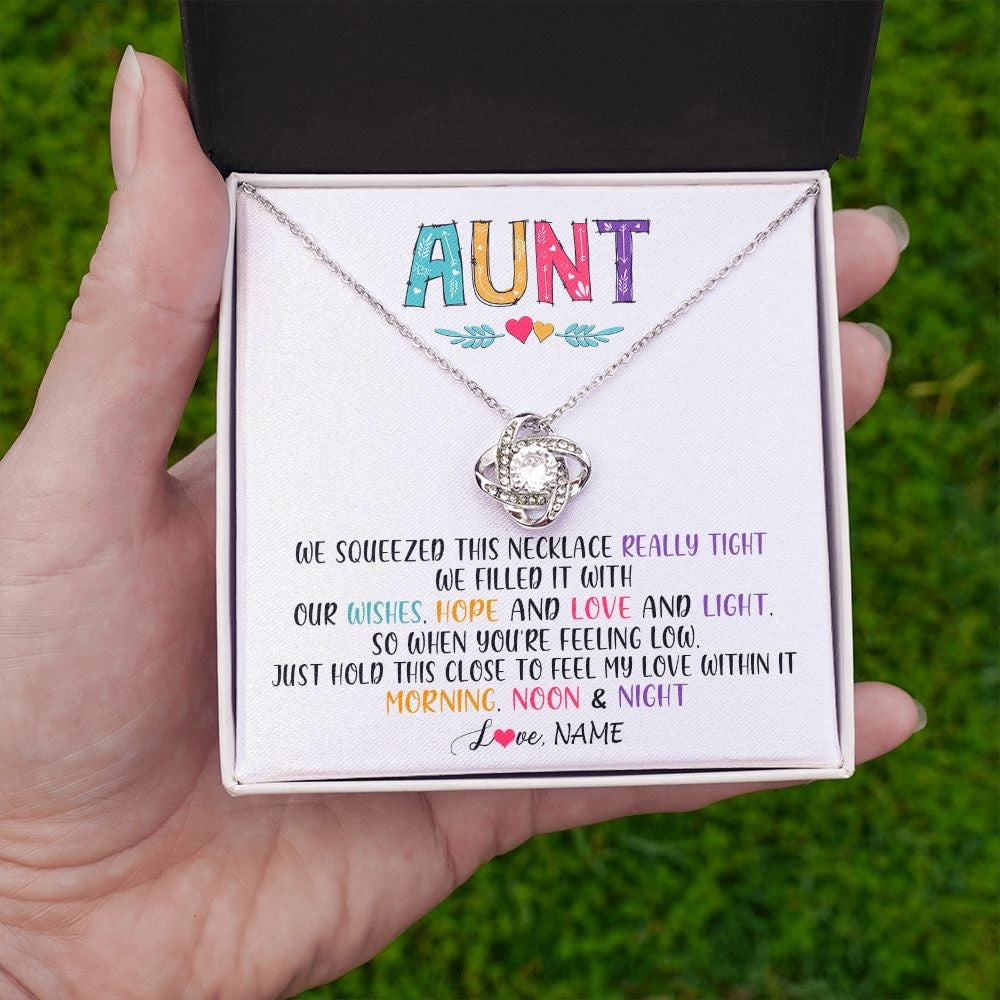 AUNT
WE SQUEEZED THIS NECKLACE REALLY TIGHT
WE FILLED IT WITH
OUR WISHES, HOPE AND LOVE AND LIGHT.
SO WHEN YOU'RE FEELING LOW.
JUST HOLD THIS CLOSE TO FEEL MY LOVE WITHIN IT
MORNING, NOON & NIGHT
Love, NAME